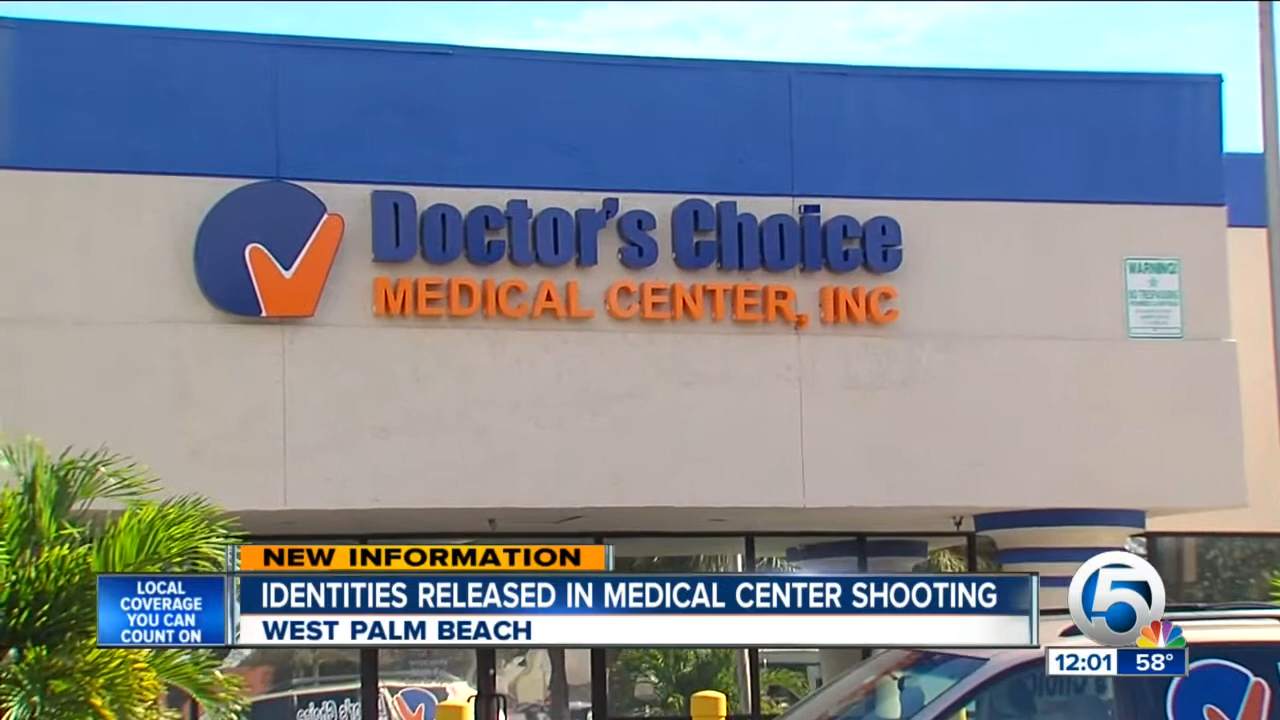 Doctor's Choice
MEDICAL CENTER, INC
WARNING!
NEW INFORMATION
LOCAL
COVERAGE
YOU CAN
COUNT ON
IDENTITIES RELEASED IN MEDICAL CENTER SHOOTING
WEST PALM BEACH
5
12:01 58°